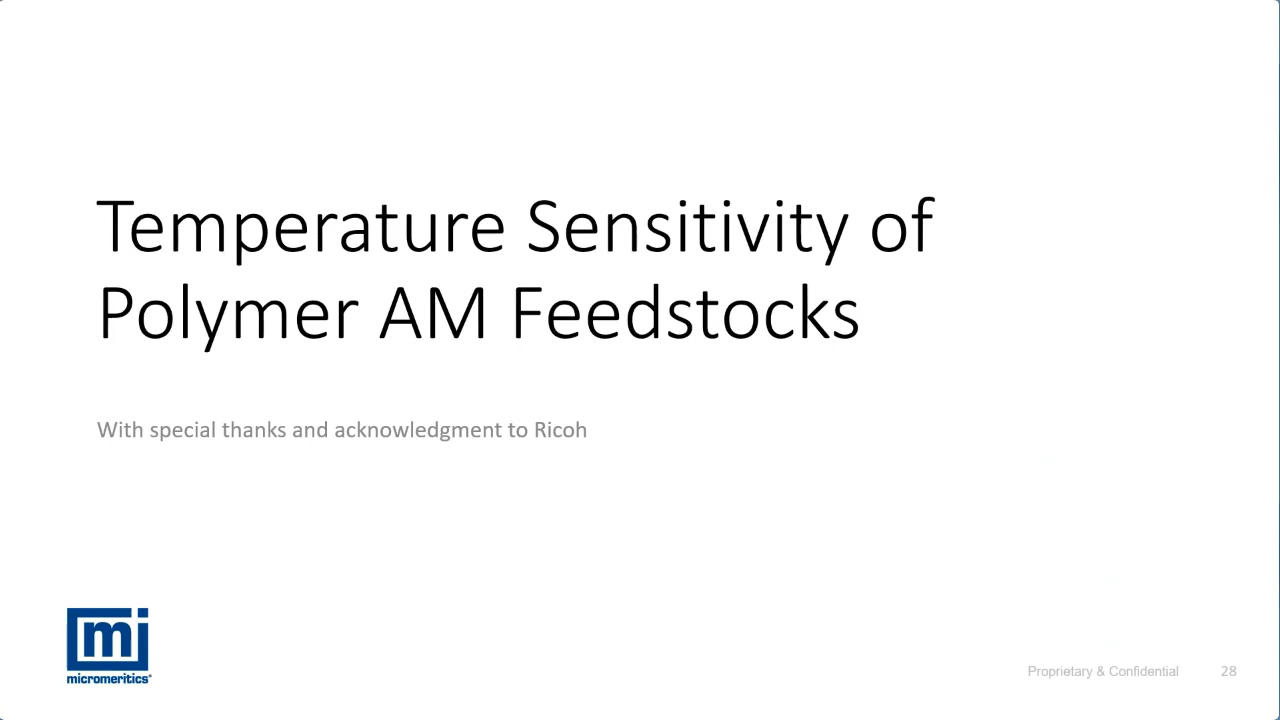 Temperature Sensitivity of
Polymer AM Feedstocks
With special thanks and acknowledgment to Ricoh
mi
micromeritics®
Proprietary & Confidential 28